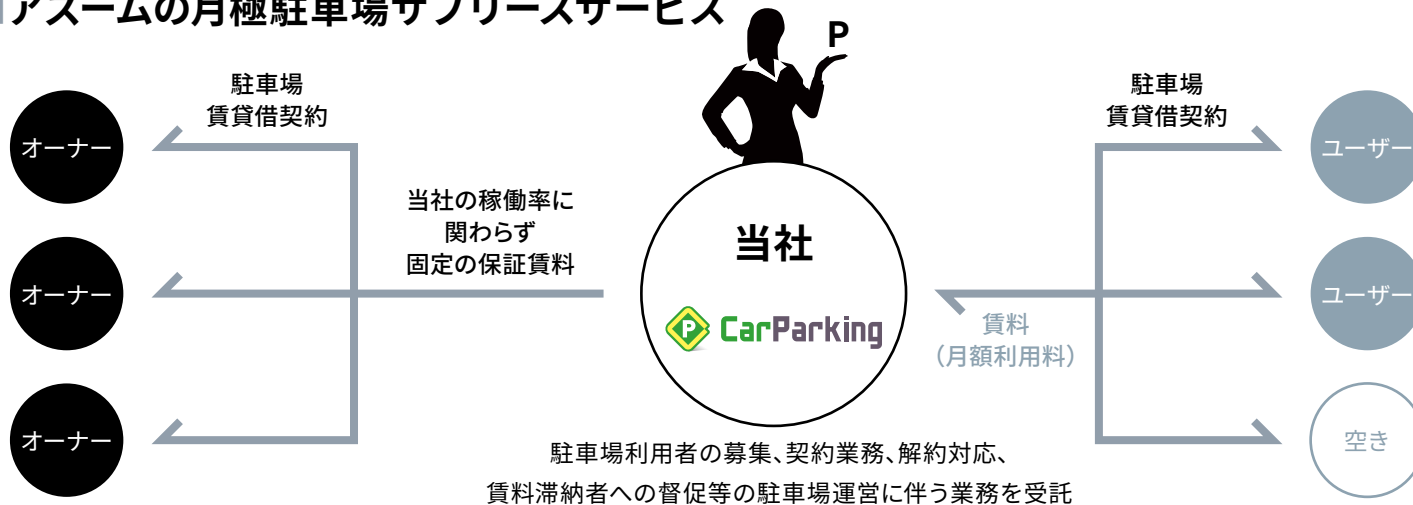 アズームの月極駐車場サブリースサービス
P
駐車場
賃貸借契約
オーナー
オーナー
オーナー
当社の稼働率に
関わらず
固定の保証賃料
当社
P CarParking
駐車場利用者の募集、契約業務、解約対応、
賃料滞納者への督促等の駐車場運営に伴う業務を受託
駐車場
賃貸借契約
賃料
（月額利用料）
ユーザー
ユーザー
空き